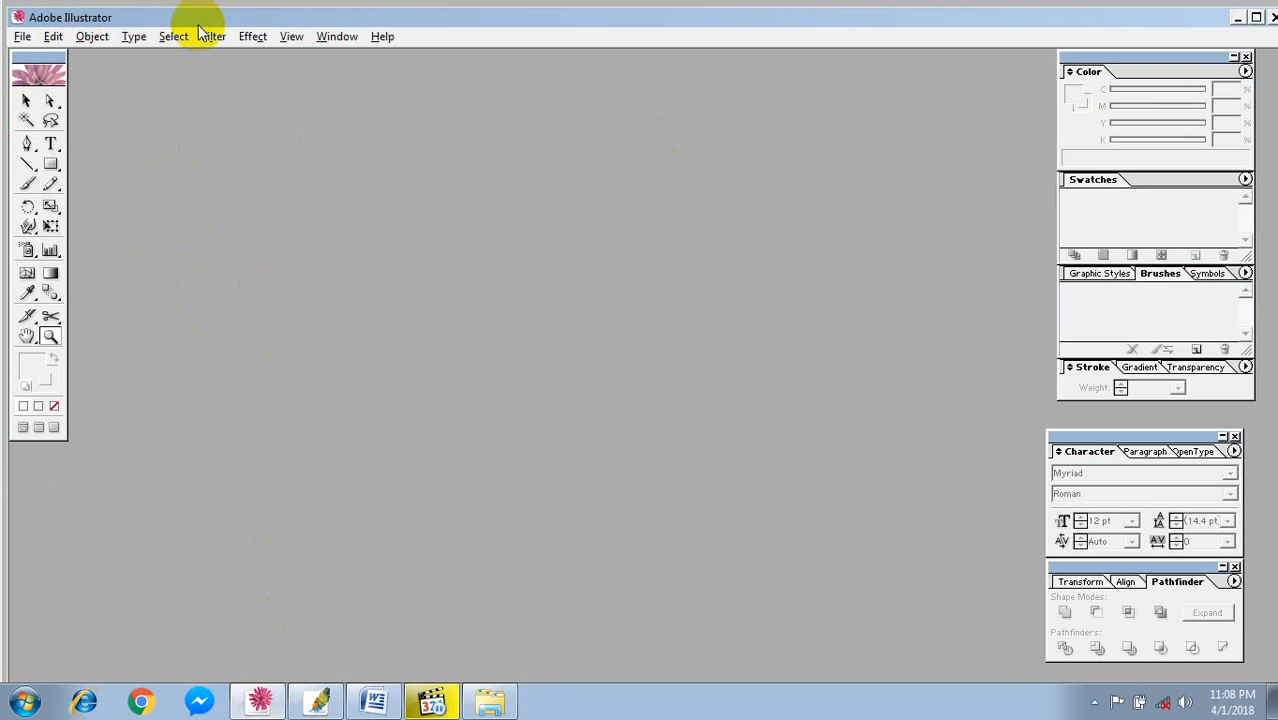 Adobe Illustrator
File Edit Object Type Select Filter Effect View Window Help
Color
C %
M %
Y %
K %
Swatches
Graphic Styles Brushes Symbols
Stroke Gradient Transparency
Weight:
Character Paragraph OpenType
Myriad
Roman
12 pt (14.4 pt)
Auto 0
Transform Align Pathfinder
Shape Modes:
Expand
Pathfinders:
11:08 PM
4/1/2018